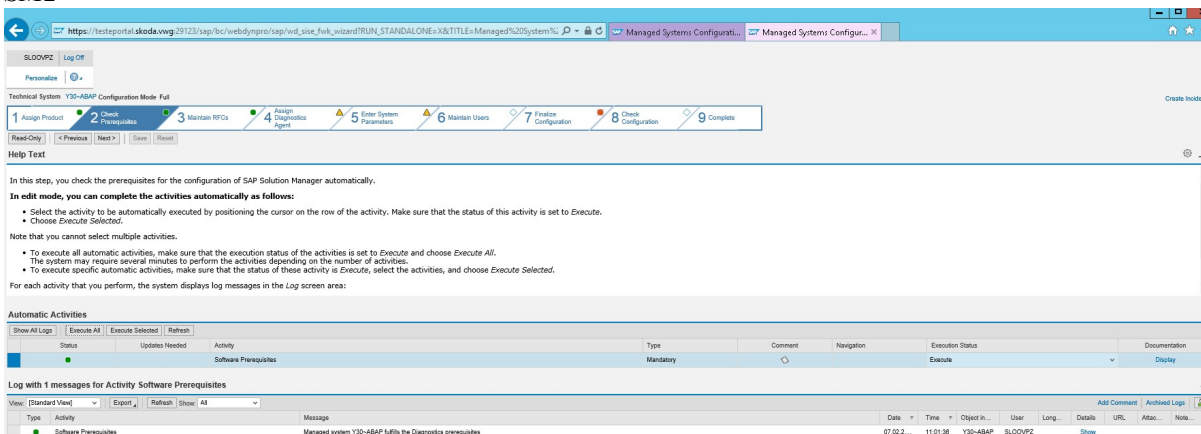 https://testeportal.skoda.vwg:29123/sap/bc/webdynpro/sap/wd_sise_fwk_wizard?RUN_STANDALONE=X&TITLE=Managed%20System%
Managed Systems Configurati...
Managed Systems Configur...
SLOOVPZ Log Off
Personalize
Technical System Y30~ABAP Configuration Mode Full
Create Incide
1 Assign Product
2 Check Prerequisites
3 Maintain RFCs
4 Assign Diagnostics Agent
5 Enter System Parameters
6 Maintain Users
7 Finalize Configuration
8 Check Configuration
9 Complete
Read-Only < Previous Next > Save Reset
Help Text
In this step, you check the prerequisites for the configuration of SAP Solution Manager automatically.
In edit mode, you can complete the activities automatically as follows:
• Select the activity to be automatically executed by positioning the cursor on the row of the activity. Make sure that the status of this activity is set to Execute.
• Choose Execute Selected.
Note that you cannot select multiple activities.
• To execute all automatic activities, make sure that the execution status of the activities is set to Execute and choose Execute All.
The system may require several minutes to perform the activities depending on the number of activities.
• To execute specific automatic activities, make sure that the status of these activity is Execute, select the activities, and choose Execute Selected.
For each activity that you perform, the system displays log messages in the Log screen area:
Automatic Activities
Show All Logs Execute All Execute Selected Refresh
Status Updates Needed Activity Type Comment Navigation Execution Status Documentation
Software Prerequisites Mandatory Execute Display
Log with 1 messages for Activity Software Prerequisites
View: [Standard View] Export Refresh Show: All Add Comment Archived Logs
Type Activity Message Date Time Object in... User Long... Details URL Attac... Note...
Software Prerequisites Managed system Y30~ABAP fulfills the Diagnostics prerequisites 07.02.2... 11:01:36 Y30~ABAP SLOOVPZ Show